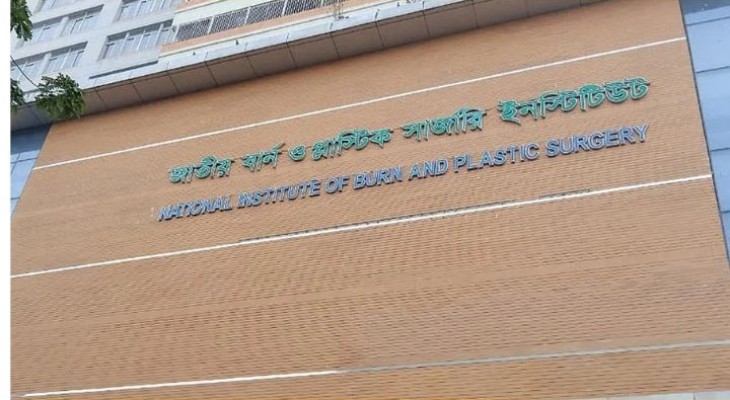 জাতীয় বার্ন ও প্লাস্টিক সার্জারি ইনস্টিটিউট
NATIONAL INSTITUTE OF BURN AND PLASTIC SURGERY